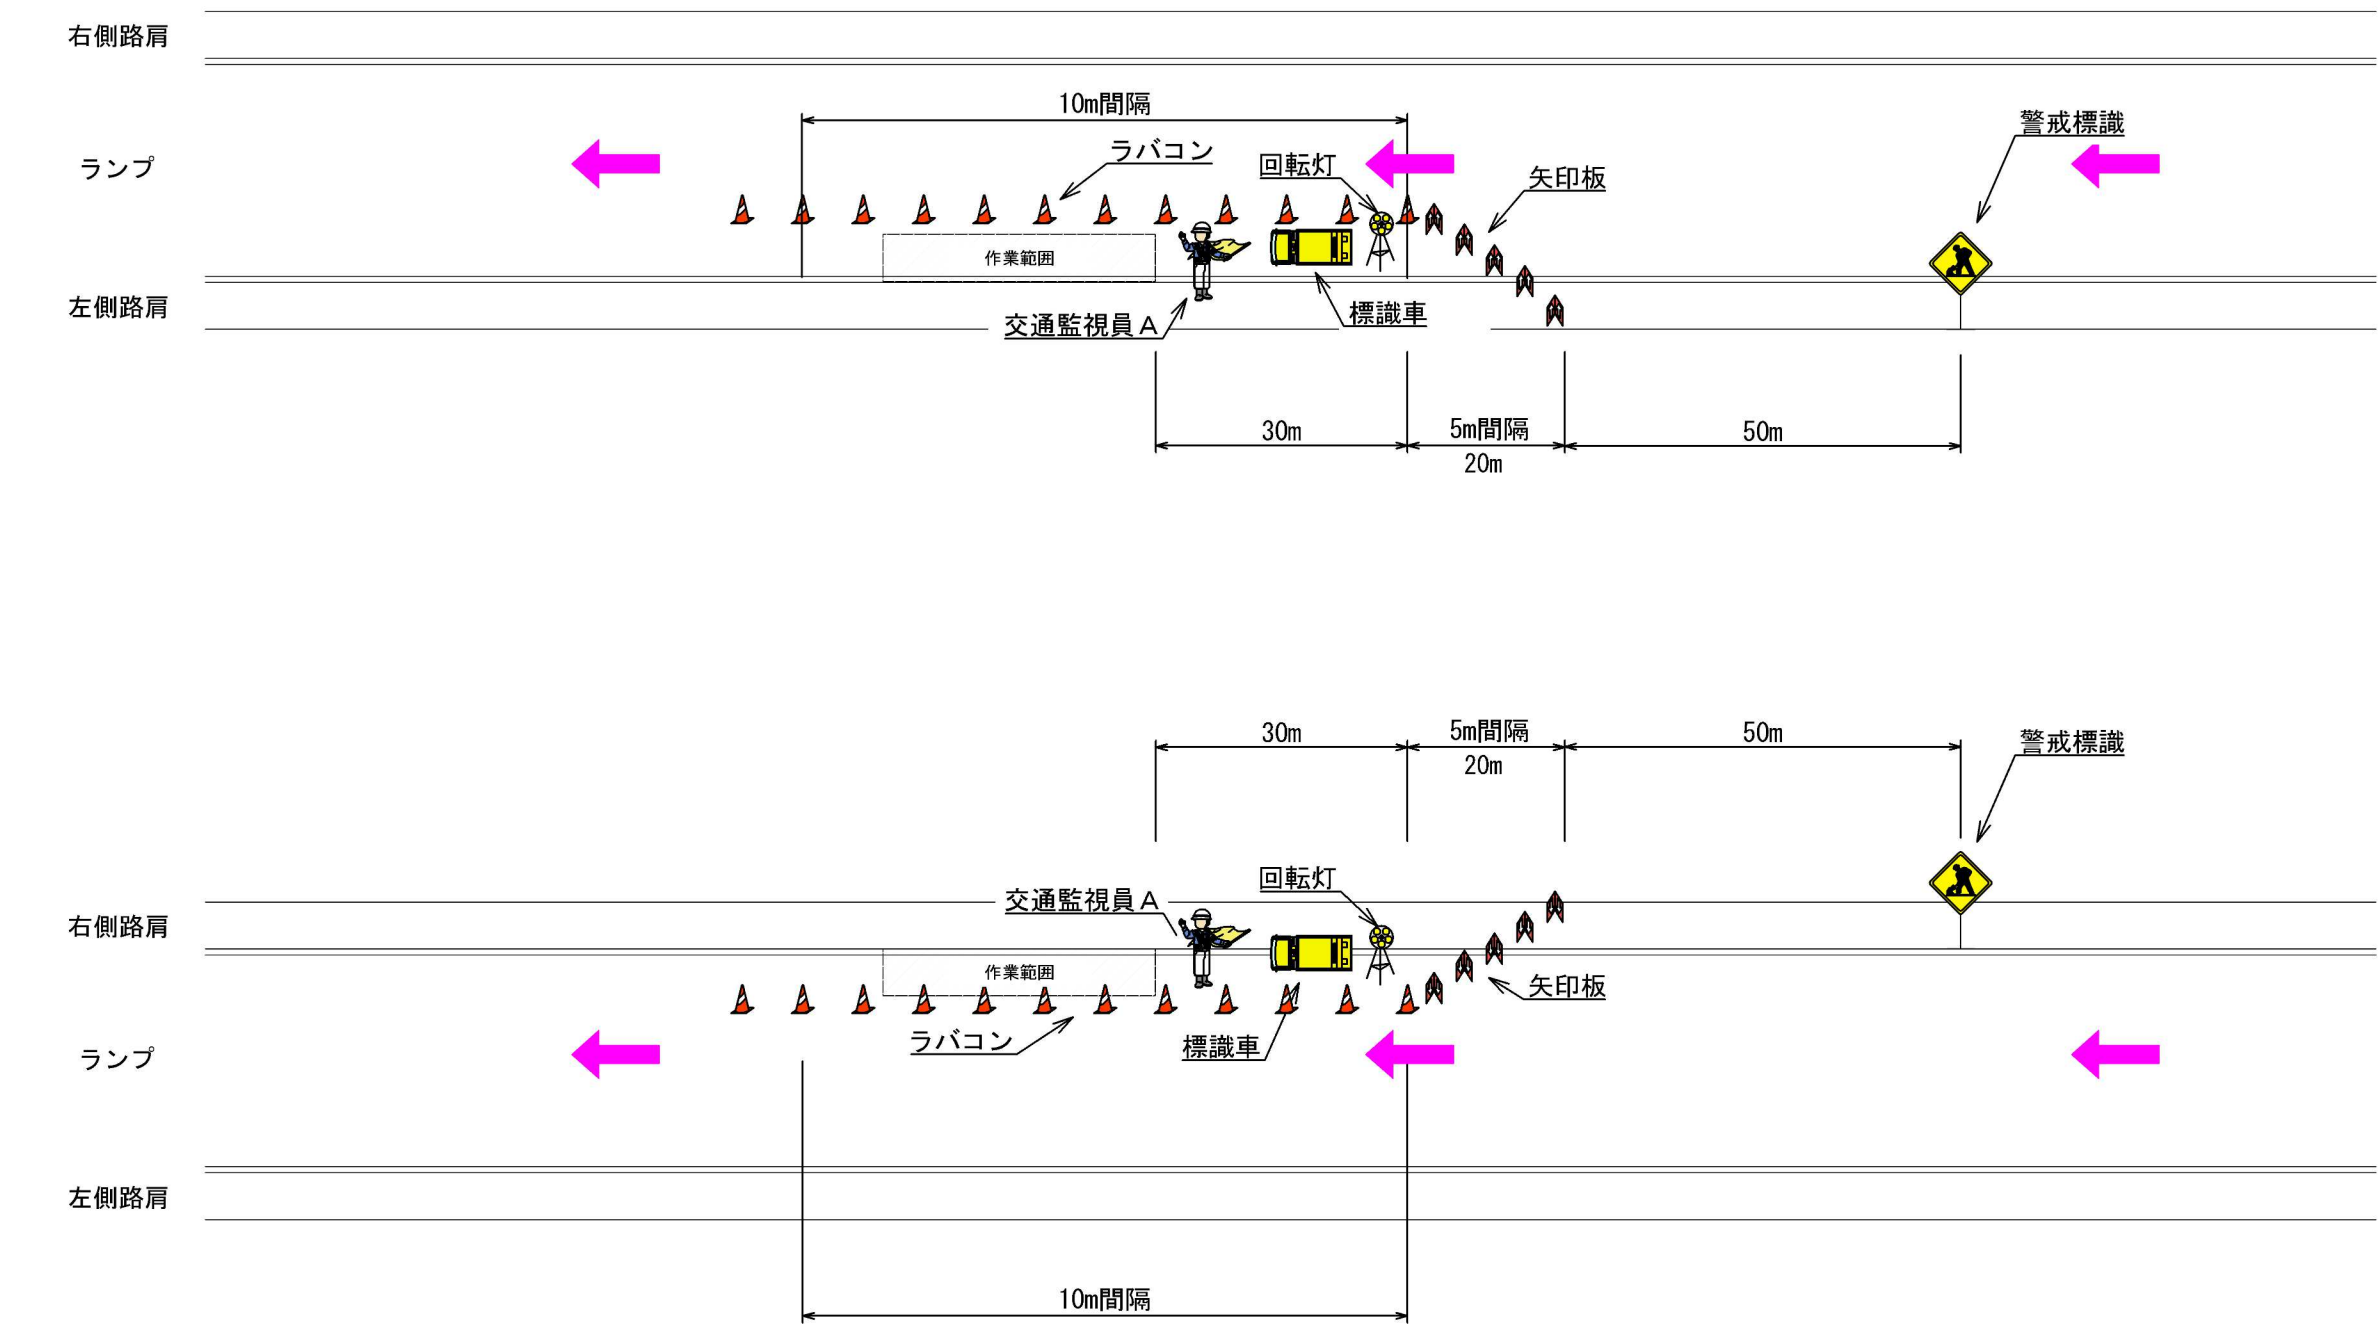 右側路肩
10m間隔
警戒標識
ラバコン
回転灯
矢印板
ランプ
作業範囲
左側路肩
交通監視員A
標識車
30m
5m間隔
50m
20m
30m
5m間隔
50m
20m
警戒標識
回転灯
交通監視員A
右側路肩
作業範囲
矢印板
ラバコン
標識車
ランプ
左側路肩
10m間隔